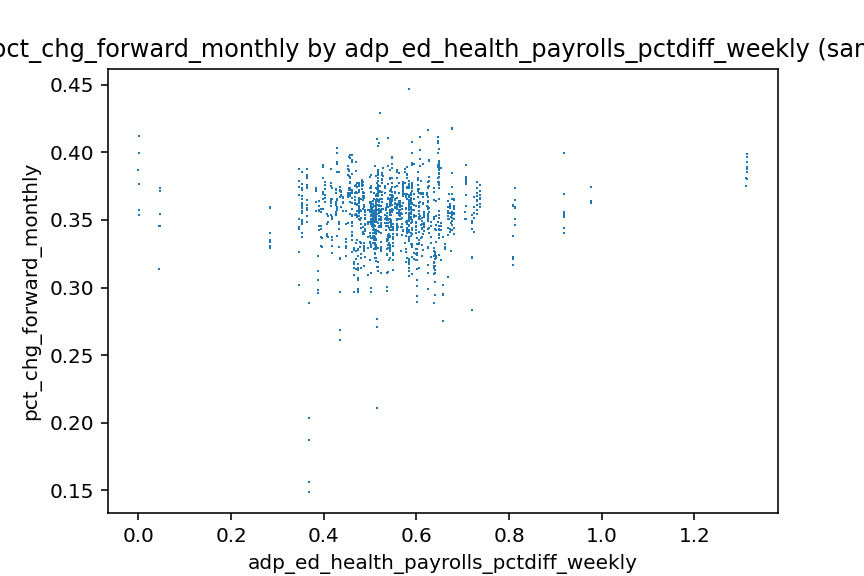 pct_chg_forward_monthly by adp_ed_health_payrolls_pctdiff_weekly (sam
0.45
0.40
0.35
0.30
0.25
0.20
0.15
pct_chg_forward_monthly
0.0 0.2 0.4 0.6 0.8 1.0 1.2
adp_ed_health_payrolls_pctdiff_weekly